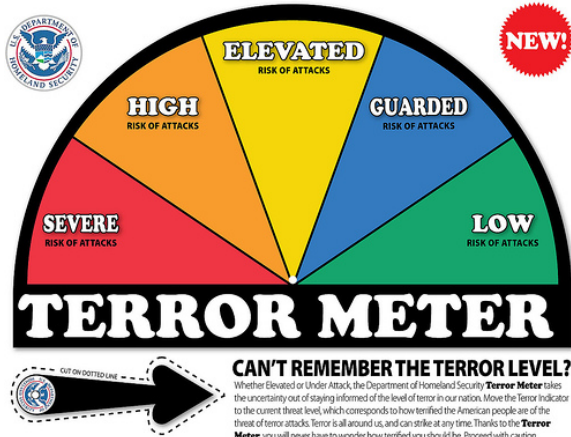 U.S. DEPARTMENT OF
HOMELAND SECURITY
NEW!
ELEVATED
RISK OF ATTACKS
HIGH
RISK OF ATTACKS
GUARDED
RISK OF ATTACKS
SEVERE
RISK OF ATTACKS
LOW
RISK OF ATTACKS
TERROR METER
CUT ON DOTTED LINE
CAN'T REMEMBER THE TERROR LEVEL?
Whether Elevated or Under Attack, the Department of Homeland Security Terror Meter takes
the uncertainty out of staying informed of the level of terror in our nation. Move the Terror Indicator
to the current threat level, which corresponds to how terrified the American people are of the
threat of terror attacks. Terror is all around us, and can strike at any time. Thanks to the Terror
Meter, you will never have to wonder how terrified you should be. Proceed with caution.